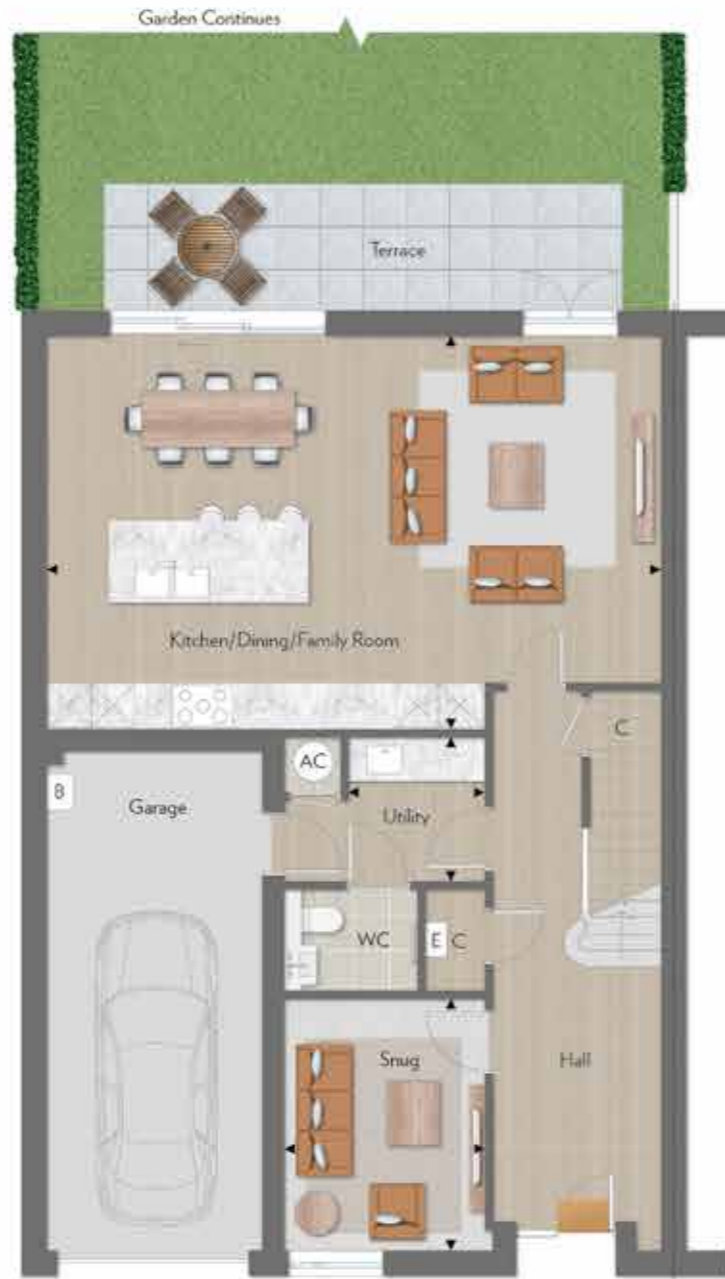 Garden Continues
Terrace
Kitchen/Dining/Family Room
C
AC
B
Garage
Utility
WC
E C
Snug
Hall